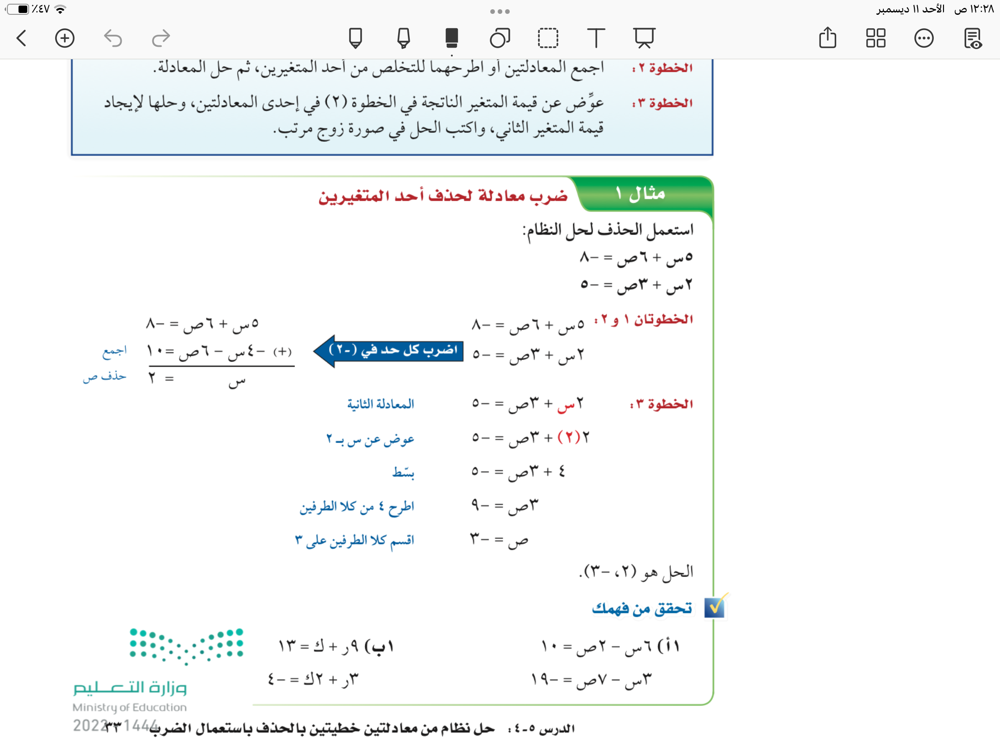 ١٢:٢٨ ص الأحد ١١ ديسمبر
٤٧٪
الخطوة ٢: اجمع المعادلتين أو اطرحهما للتخلص من أحد المتغيرين، ثم حل المعادلة.
الخطوة ٣: عوِّض عن قيمة المتغير الناتجة في الخطوة (٢) في إحدى المعادلتين، وحلها لإيجاد
قيمة المتغير الثاني، واكتب الحل في صورة زوج مرتب.
مثال ١ ضرب معادلة لحذف أحد المتغيرين
استعمل الحذف لحل النظام:
٥س + ٦ص = –٨
٢س + ٣ص = –٥
الخطوتان ١ و ٢: ٥س + ٦ص = –٨ ٥س + ٦ص = –٨
٢س + ٣ص = –٥ اضرب كل حد في (-٢) (+) –٤س – ٦ص =١٠ اجمع
س = ٢ حذف ص
الخطوة ٣: ٢س + ٣ص = –٥ المعادلة الثانية
٢(٢) + ٣ص = –٥ عوض عن س بـ ٢
٤ + ٣ص = –٥ بسّط
٣ص = –٩ اطرح ٤ من كلا الطرفين
ص = –٣ اقسم كلا الطرفين على ٣
الحل هو (٢، –٣).
تحقق من فهمك
١أ) ٦س – ٢ص = ١٠ ١ب) ٩ر + ك = ١٣
٣س – ٧ص = –١٩ ٣ر + ٢ك = –٤
وزارة التعليم
Ministry of Education
2022 - 1444
الدرس ٥-٤: حل نظام من معادلتين خطيتين بالحذف باستعمال الضرب ٣٣